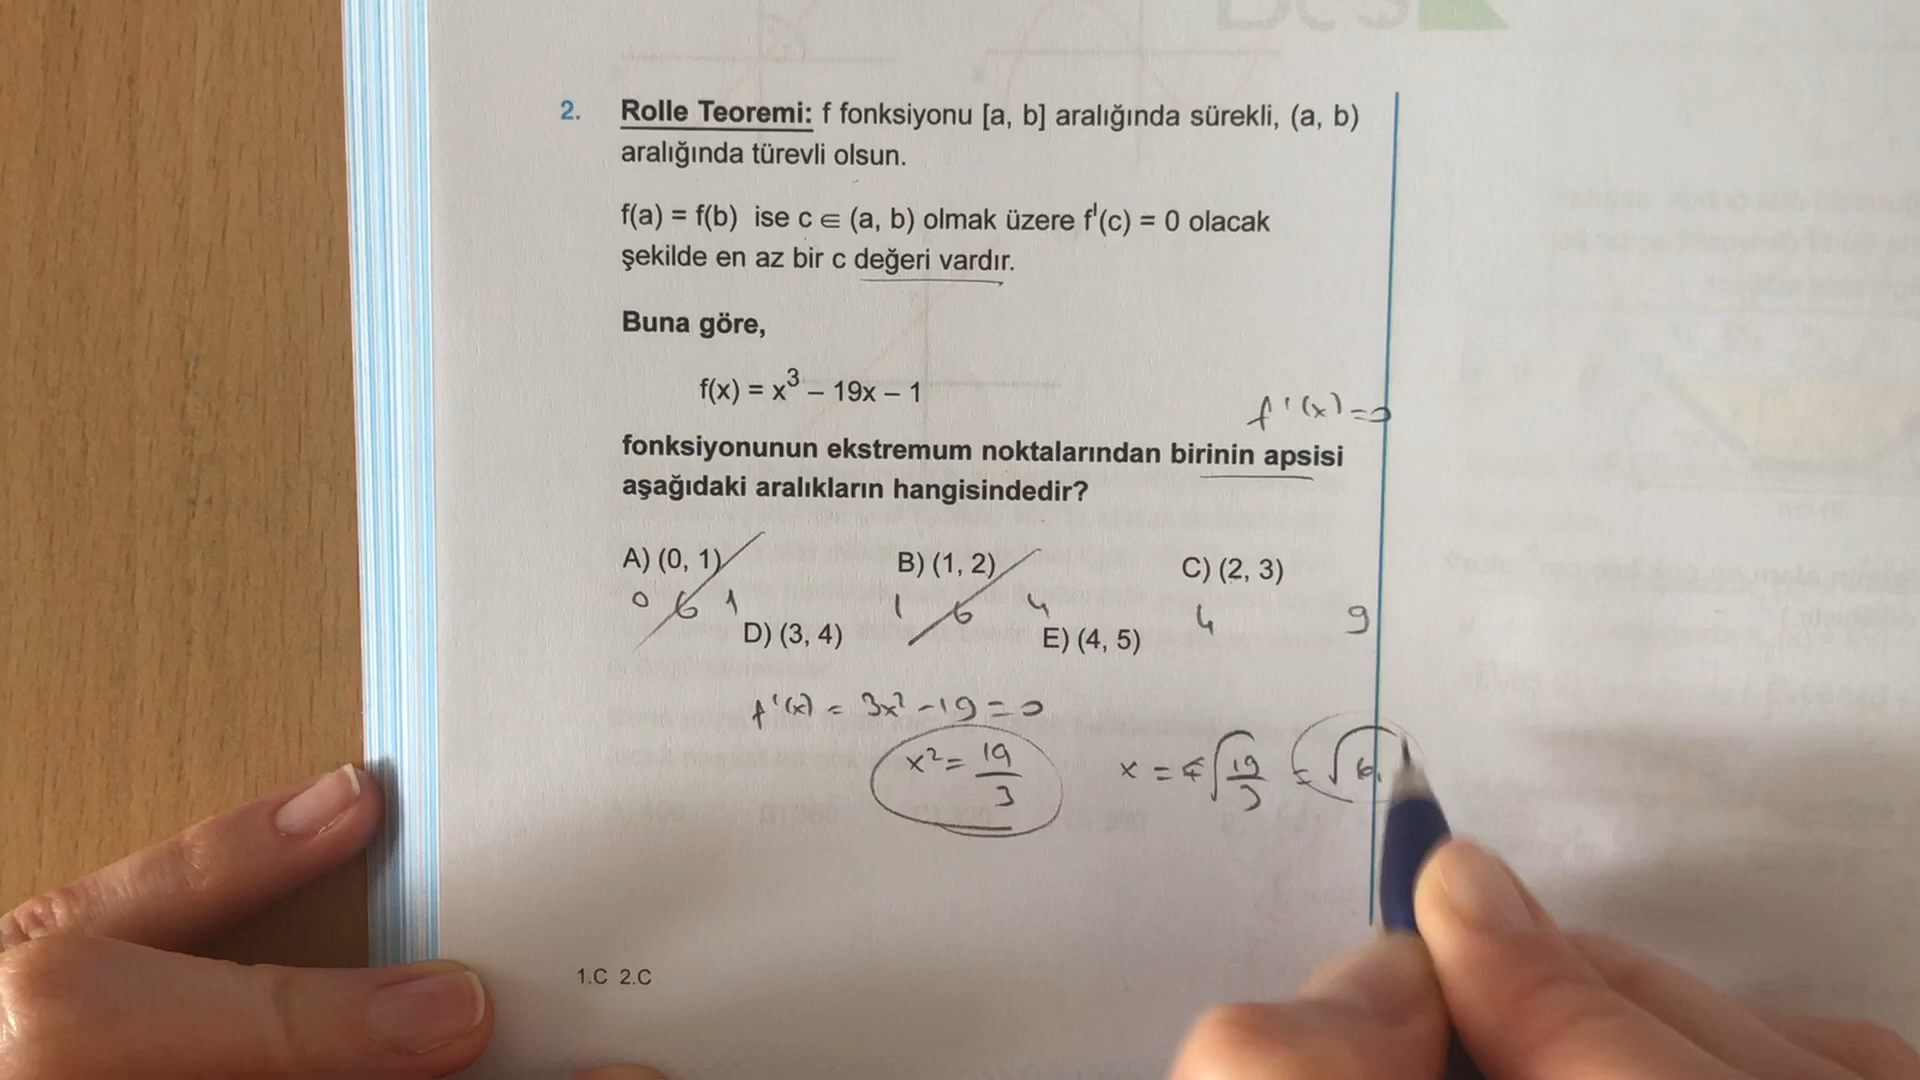 2. Rolle Teoremi: f fonksiyonu [a, b] aralığında sürekli, (a, b)
aralığında türevli olsun.
f(a) = f(b) ise c ∈ (a, b) olmak üzere f'(c) = 0 olacak
şekilde en az bir c değeri vardır.
Buna göre,
f(x) = x³ – 19x – 1
f'(x)=0
fonksiyonunun ekstremum noktalarından birinin apsisi
aşağıdaki aralıkların hangisindedir?
A) (0, 1) B) (1, 2) C) (2, 3)
0 6 1 1 6 4 4 9
D) (3, 4) E) (4, 5)
f'(x) = 3x² -19=0
x² = 19/3 x = √19/3 = √6,
1.C 2.C